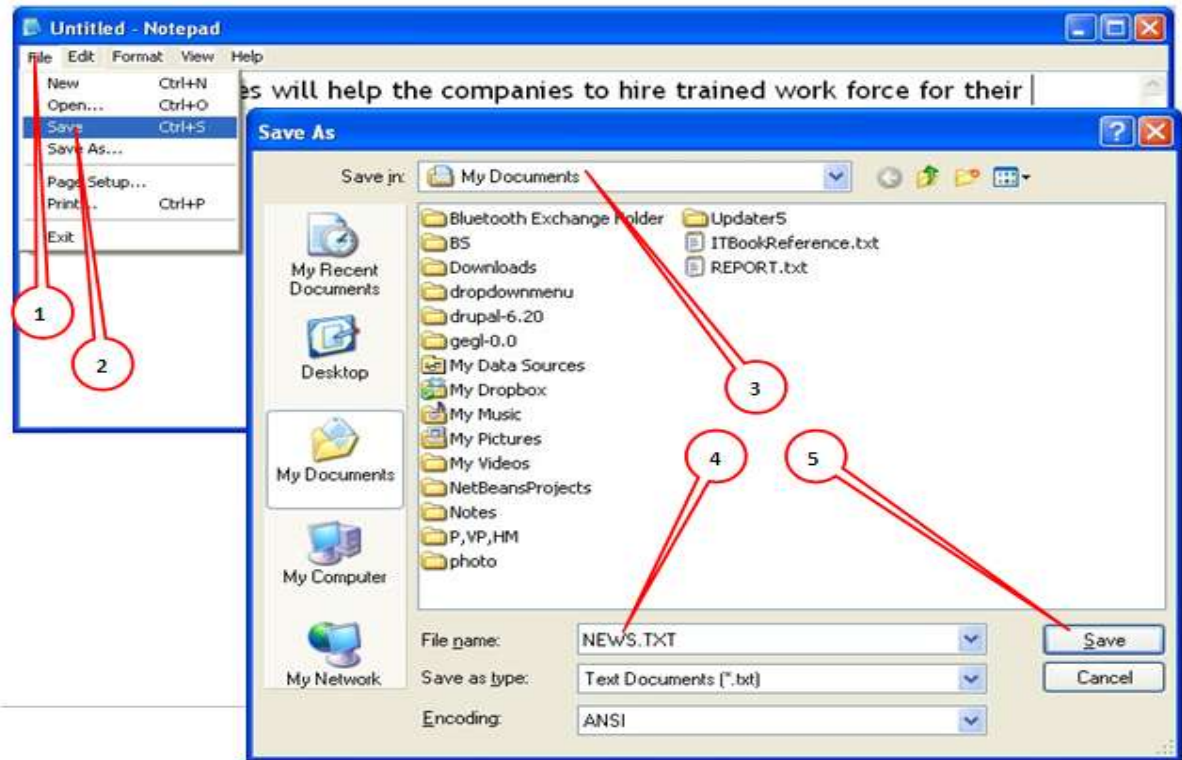 Untitled - Notepad
File Edit Format View Help
New Ctrl+N
Open... Ctrl+O
Save Ctrl+S
Save As...
Page Setup...
Print... Ctrl+P
Exit
es will help the companies to hire trained work force for their
1
2
Save As
Save in: My Documents
My Recent Documents
Desktop
My Documents
My Computer
My Network
Bluetooth Exchange Folder
BS
Downloads
dropdownmenu
drupal-6.20
gegl-0.0
My Data Sources
My Dropbox
My Music
My Pictures
My Videos
NetBeansProjects
Notes
P,VP,HM
photo
Updater5
ITBookReference.txt
REPORT.txt
3
4
5
File name: NEWS.TXT Save
Save as type: Text Documents (*.txt) Cancel
Encoding: ANSI